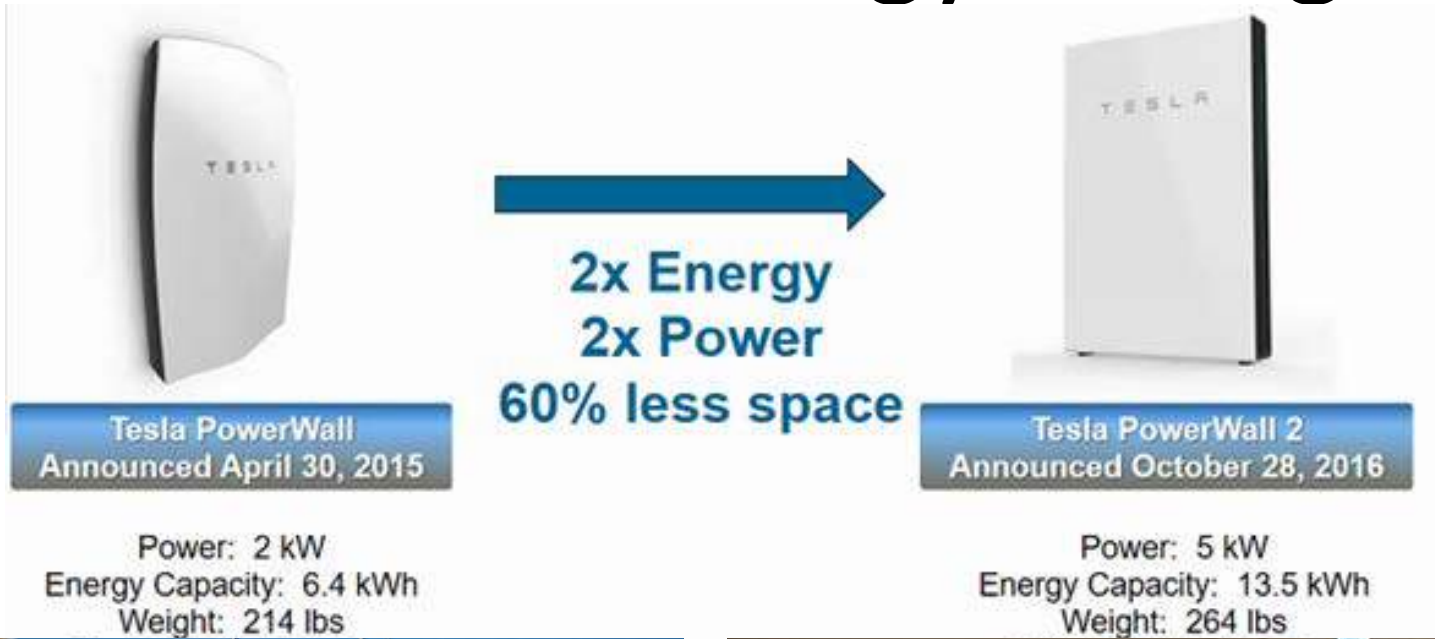 TESLA
TESLA
2x Energy
2x Power
60% less space
Tesla PowerWall
Announced April 30, 2015
Tesla PowerWall 2
Announced October 28, 2016
Power: 2 kW
Energy Capacity: 6.4 kWh
Weight: 214 lbs
Power: 5 kW
Energy Capacity: 13.5 kWh
Weight: 264 lbs